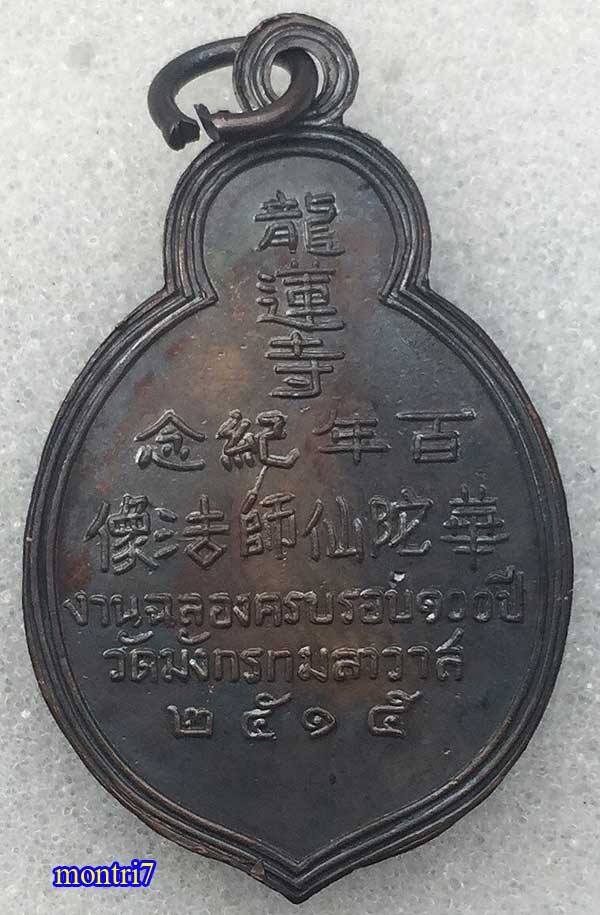 龍蓮寺
百年紀念
華陀仙師法像
งานฉลองครบรอบ๑๐๐ปี
วัดมังกรกมลาวาส
๒๕๑๕
montri7